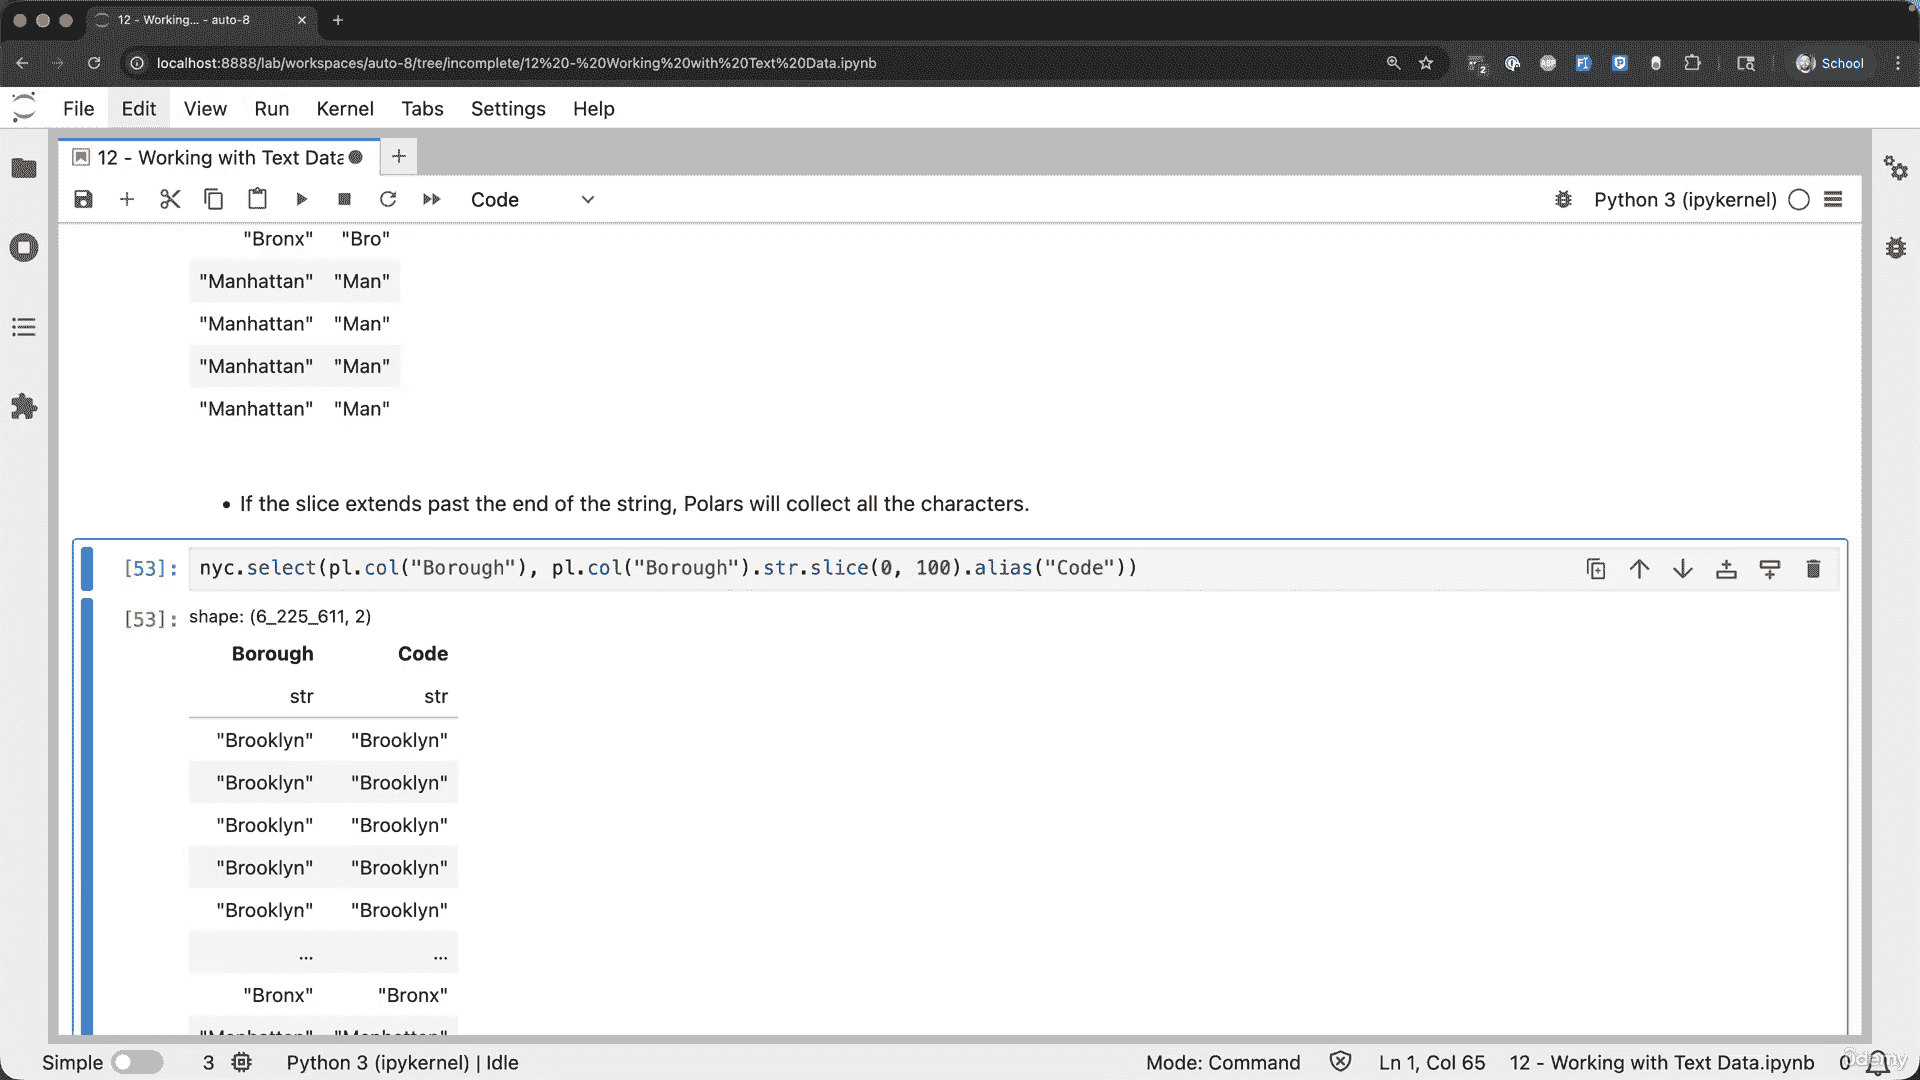 12 - Working... - auto-8
localhost:8888/lab/workspaces/auto-8/tree/incomplete/12%20-%20Working%20with%20Text%20Data.ipynb
2
ABP
School
File Edit View Run Kernel Tabs Settings Help
12 - Working with Text Data
Code
Python 3 (ipykernel)
"Bronx" "Bro"
"Manhattan" "Man"
"Manhattan" "Man"
"Manhattan" "Man"
"Manhattan" "Man"
• If the slice extends past the end of the string, Polars will collect all the characters.
[53]: nyc.select(pl.col("Borough"), pl.col("Borough").str.slice(0, 100).alias("Code"))
[53]: shape: (6_225_611, 2)
Borough Code
str str
"Brooklyn" "Brooklyn"
"Brooklyn" "Brooklyn"
"Brooklyn" "Brooklyn"
"Brooklyn" "Brooklyn"
"Brooklyn" "Brooklyn"
... ...
"Bronx" "Bronx"
"Manhattan" "Manhattan"
Simple 3 Python 3 (ipykernel) | Idle Mode: Command Ln 1, Col 65 12 - Working with Text Data.ipynb 0
udemy